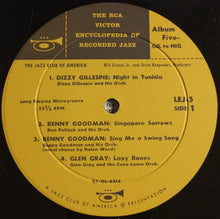 THE RCA
VICTOR
ENCYCLOPEDIA OF
RECORDED JAZZ
Album
Five-
GIL to HEG
THE JAZZ CLUB OF AMERICA
Bill Grauer Jr. and Orrin Keepnews, Directors
Long Playing Microgroove
33⅓ RPM
LEJ-5
SIDE 1
1. DIZZY GILLESPIE: Night in Tunisia
Dizzy Gillespie and His Orch.
2. BENNY GOODMAN: Singapore Sorrows
Ben Pollack and His Orch.
3. BENNY GOODMAN: Sing Me a Swing Song
Benny Goodman and His Orch.
(vocal chorus by Helen Ward)
4. GLEN GRAY: Lazy Bones
Glen Gray and the Casa Loma Orch.
E7-OL-6314
A JAZZ CLUB OF AMERICA PRESENTATION